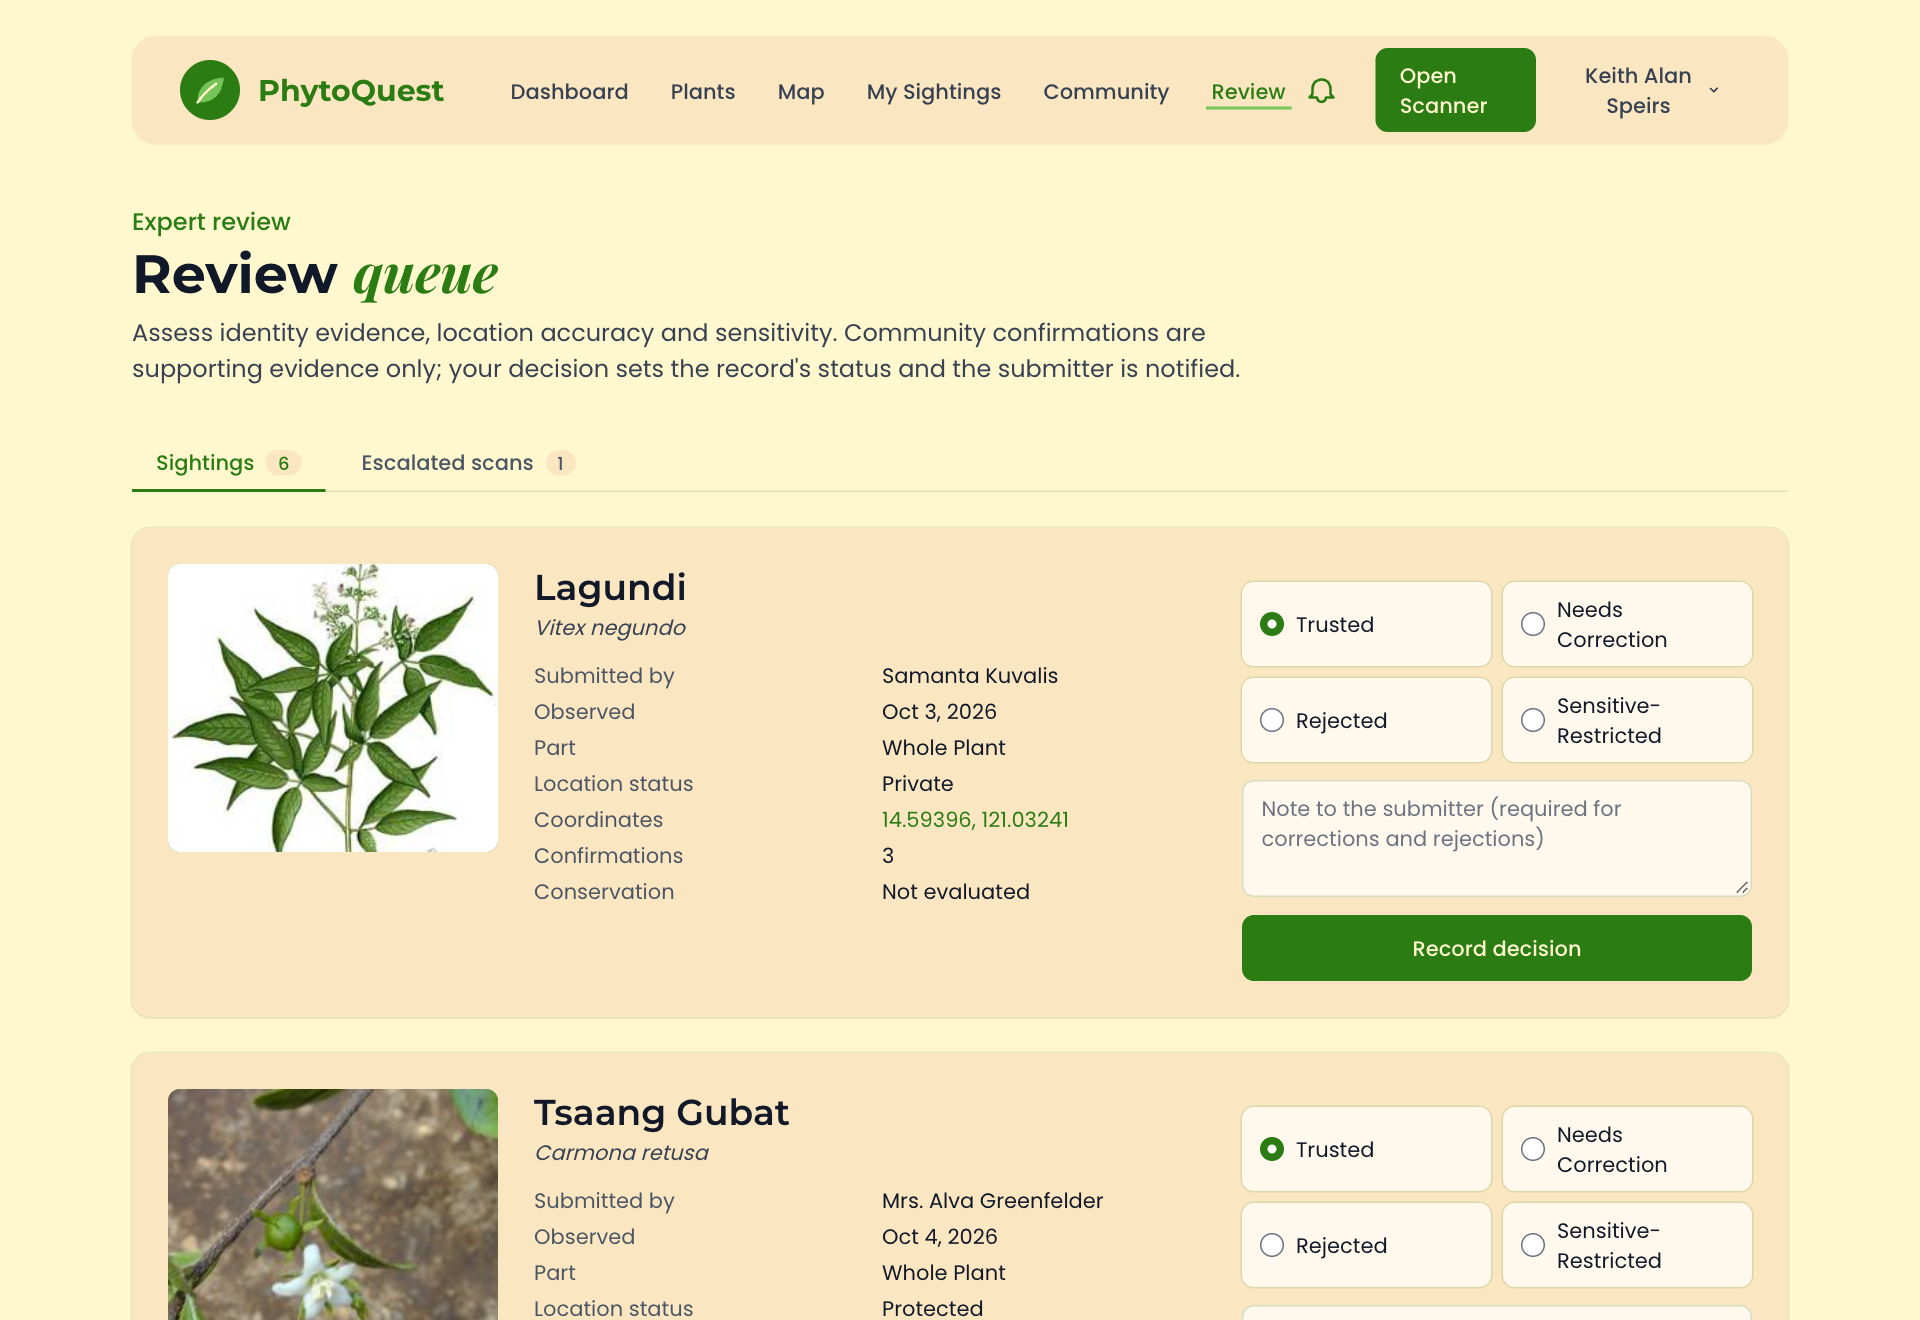 PhytoQuest
Dashboard
Plants
Map
My Sightings
Community
Review
Open
Scanner
Keith Alan
Speirs
Expert review
Review queue
Assess identity evidence, location accuracy and sensitivity. Community confirmations are
supporting evidence only; your decision sets the record's status and the submitter is notified.
Sightings 6
Escalated scans 1
Lagundi
Vitex negundo
Submitted by Samanta Kuvalis
Observed Oct 3, 2026
Part Whole Plant
Location status Private
Coordinates 14.59396, 121.03241
Confirmations 3
Conservation Not evaluated
Trusted
Needs
Correction
Rejected
Sensitive-
Restricted
Note to the submitter (required for
corrections and rejections)
Record decision
Tsaang Gubat
Carmona retusa
Submitted by Mrs. Alva Greenfelder
Observed Oct 4, 2026
Part Whole Plant
Location status Protected
Trusted
Needs
Correction
Rejected
Sensitive-
Restricted